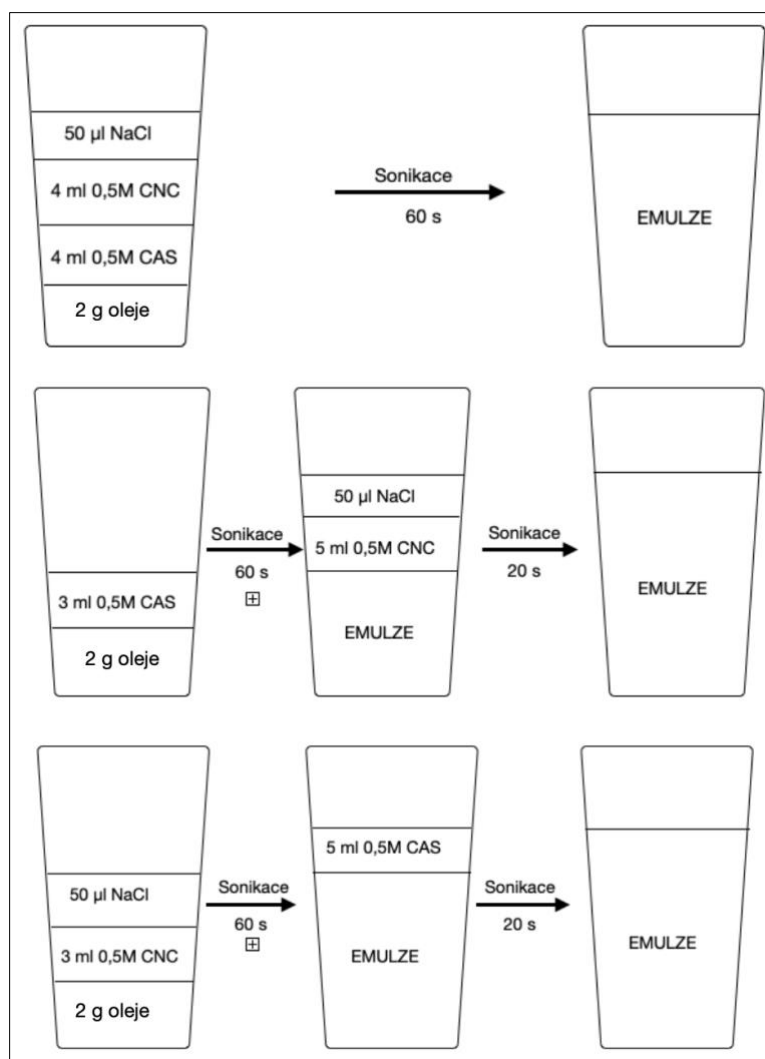 50 µl NaCl
4 ml 0,5M CNC
4 ml 0,5M CAS
2 g oleje
Sonikace
60 s
EMULZE
3 ml 0,5M CAS
2 g oleje
Sonikace
60 s
50 µl NaCl
5 ml 0,5M CNC
EMULZE
Sonikace
20 s
EMULZE
50 µl NaCl
3 ml 0,5M CNC
2 g oleje
Sonikace
60 s
5 ml 0,5M CAS
EMULZE
Sonikace
20 s
EMULZE